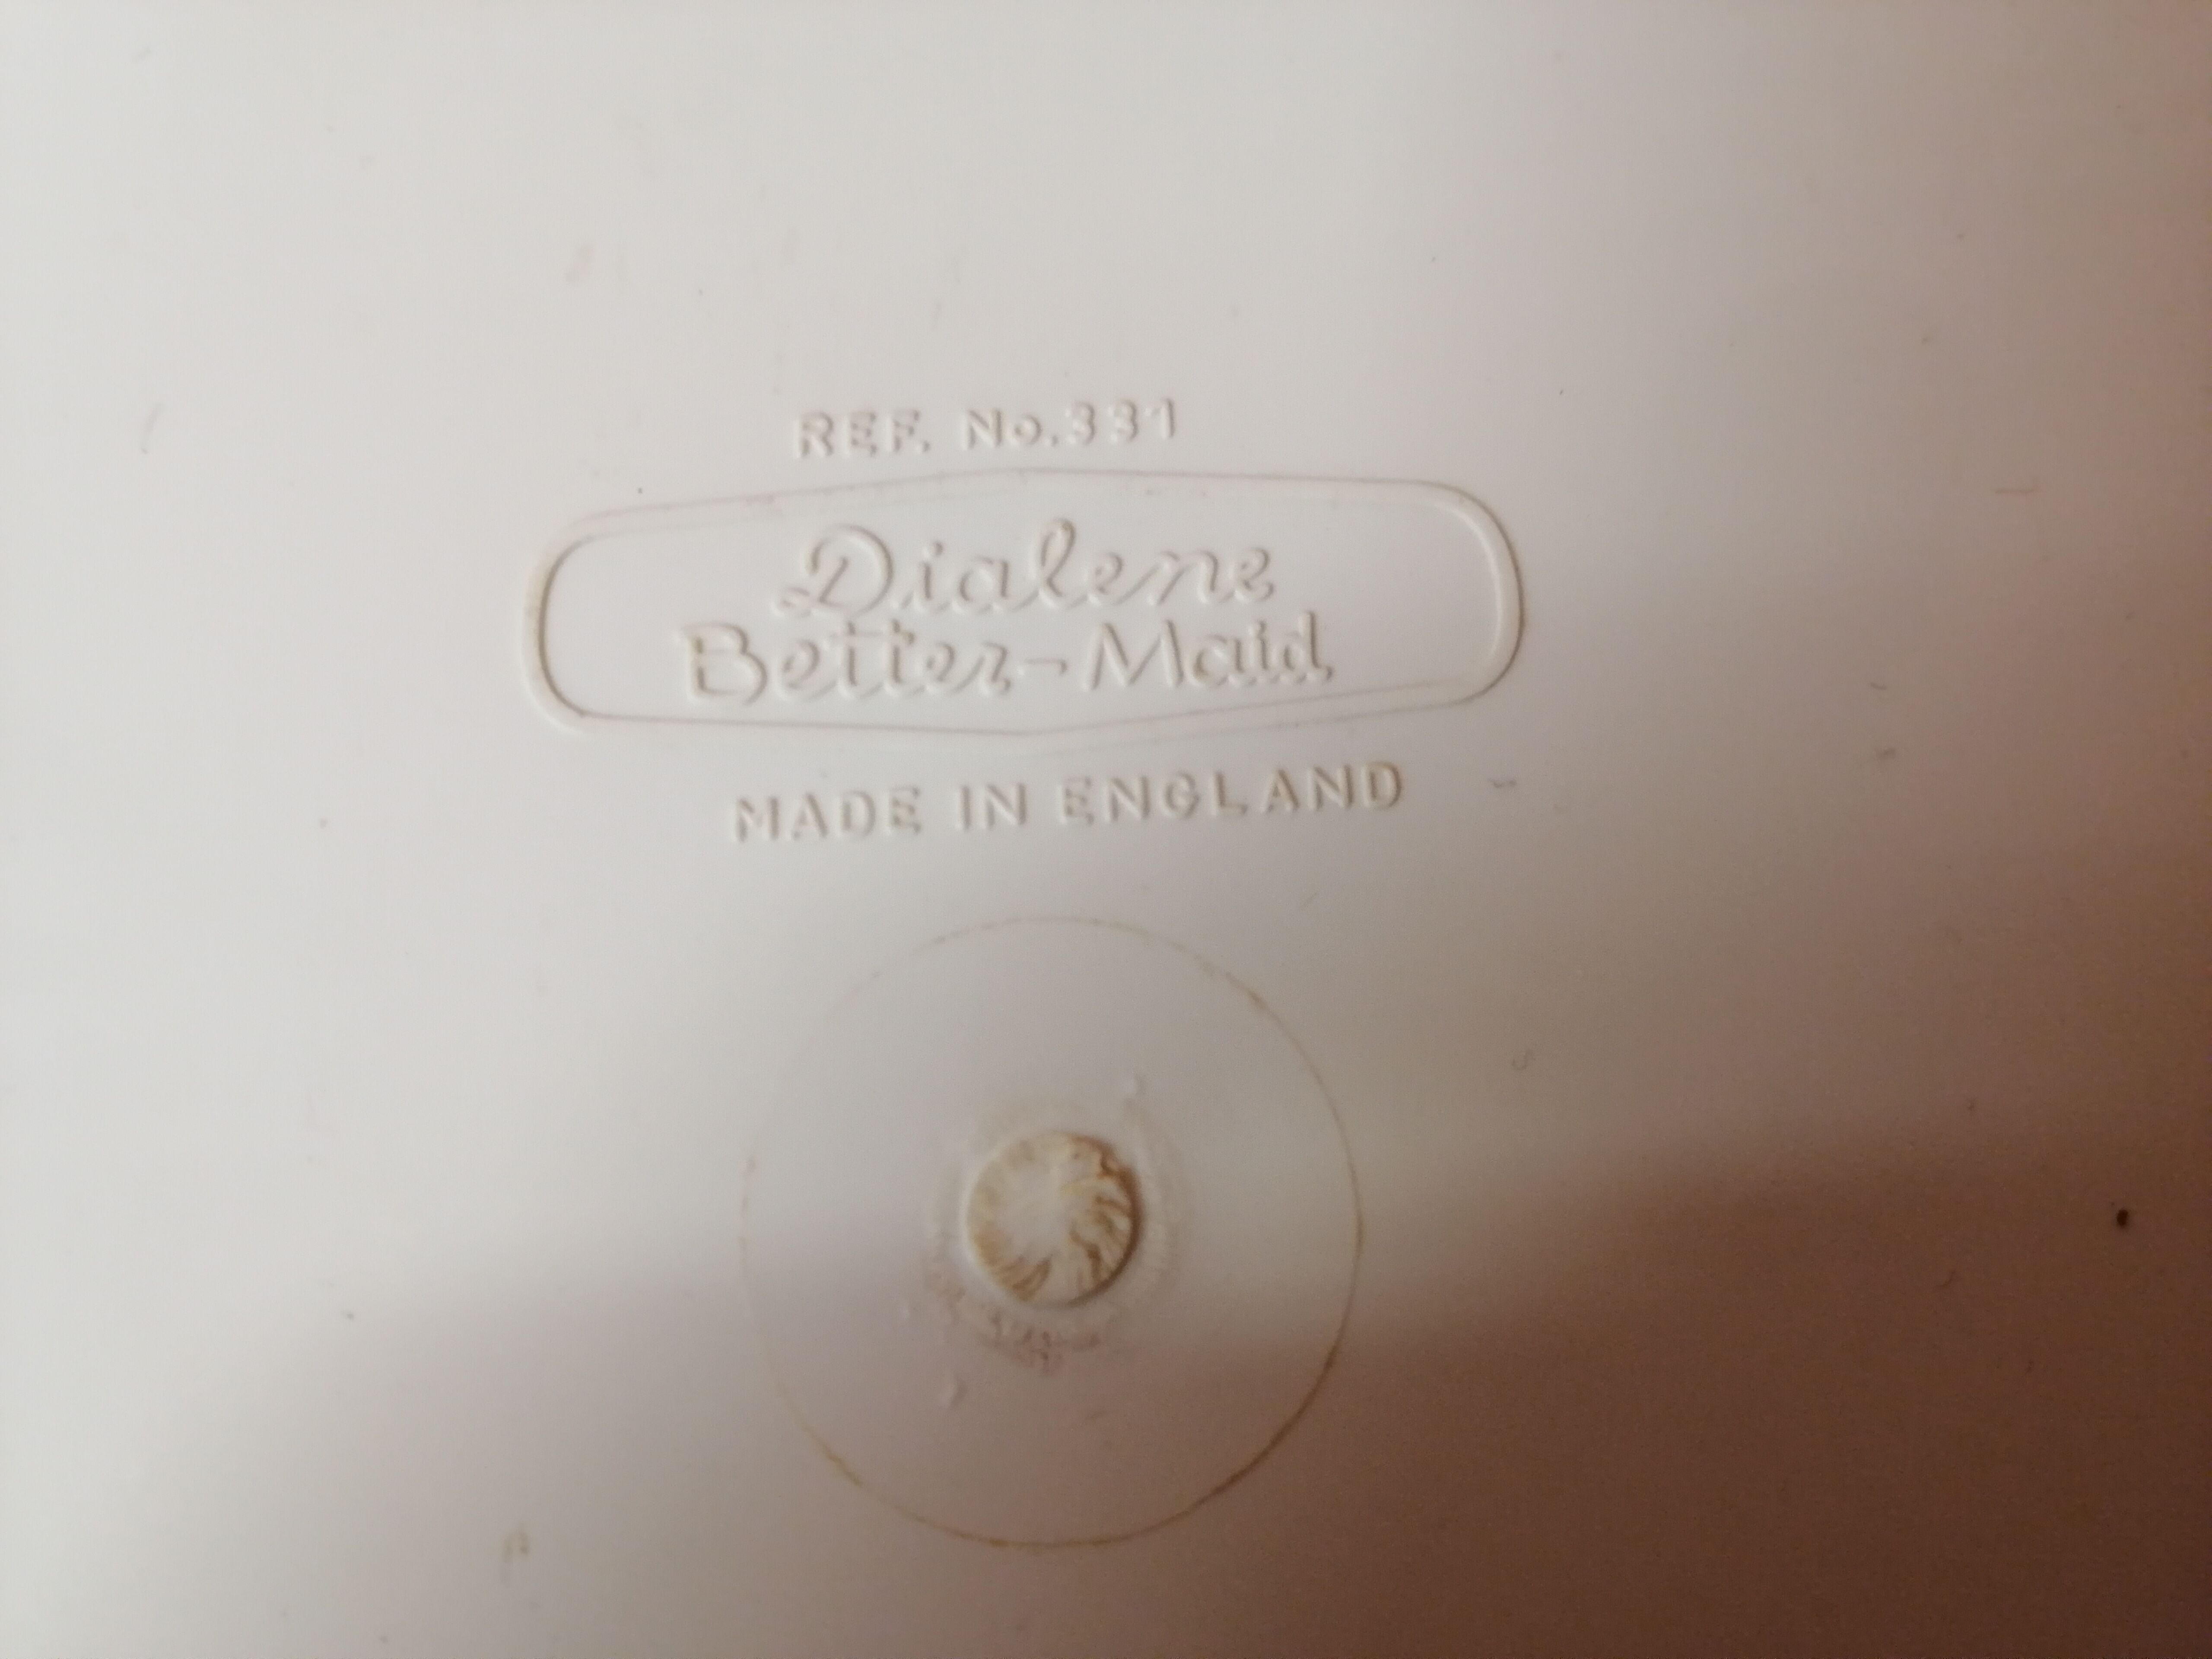 REF. No.331
Dialene
Better-Maid
MADE IN ENGLAND